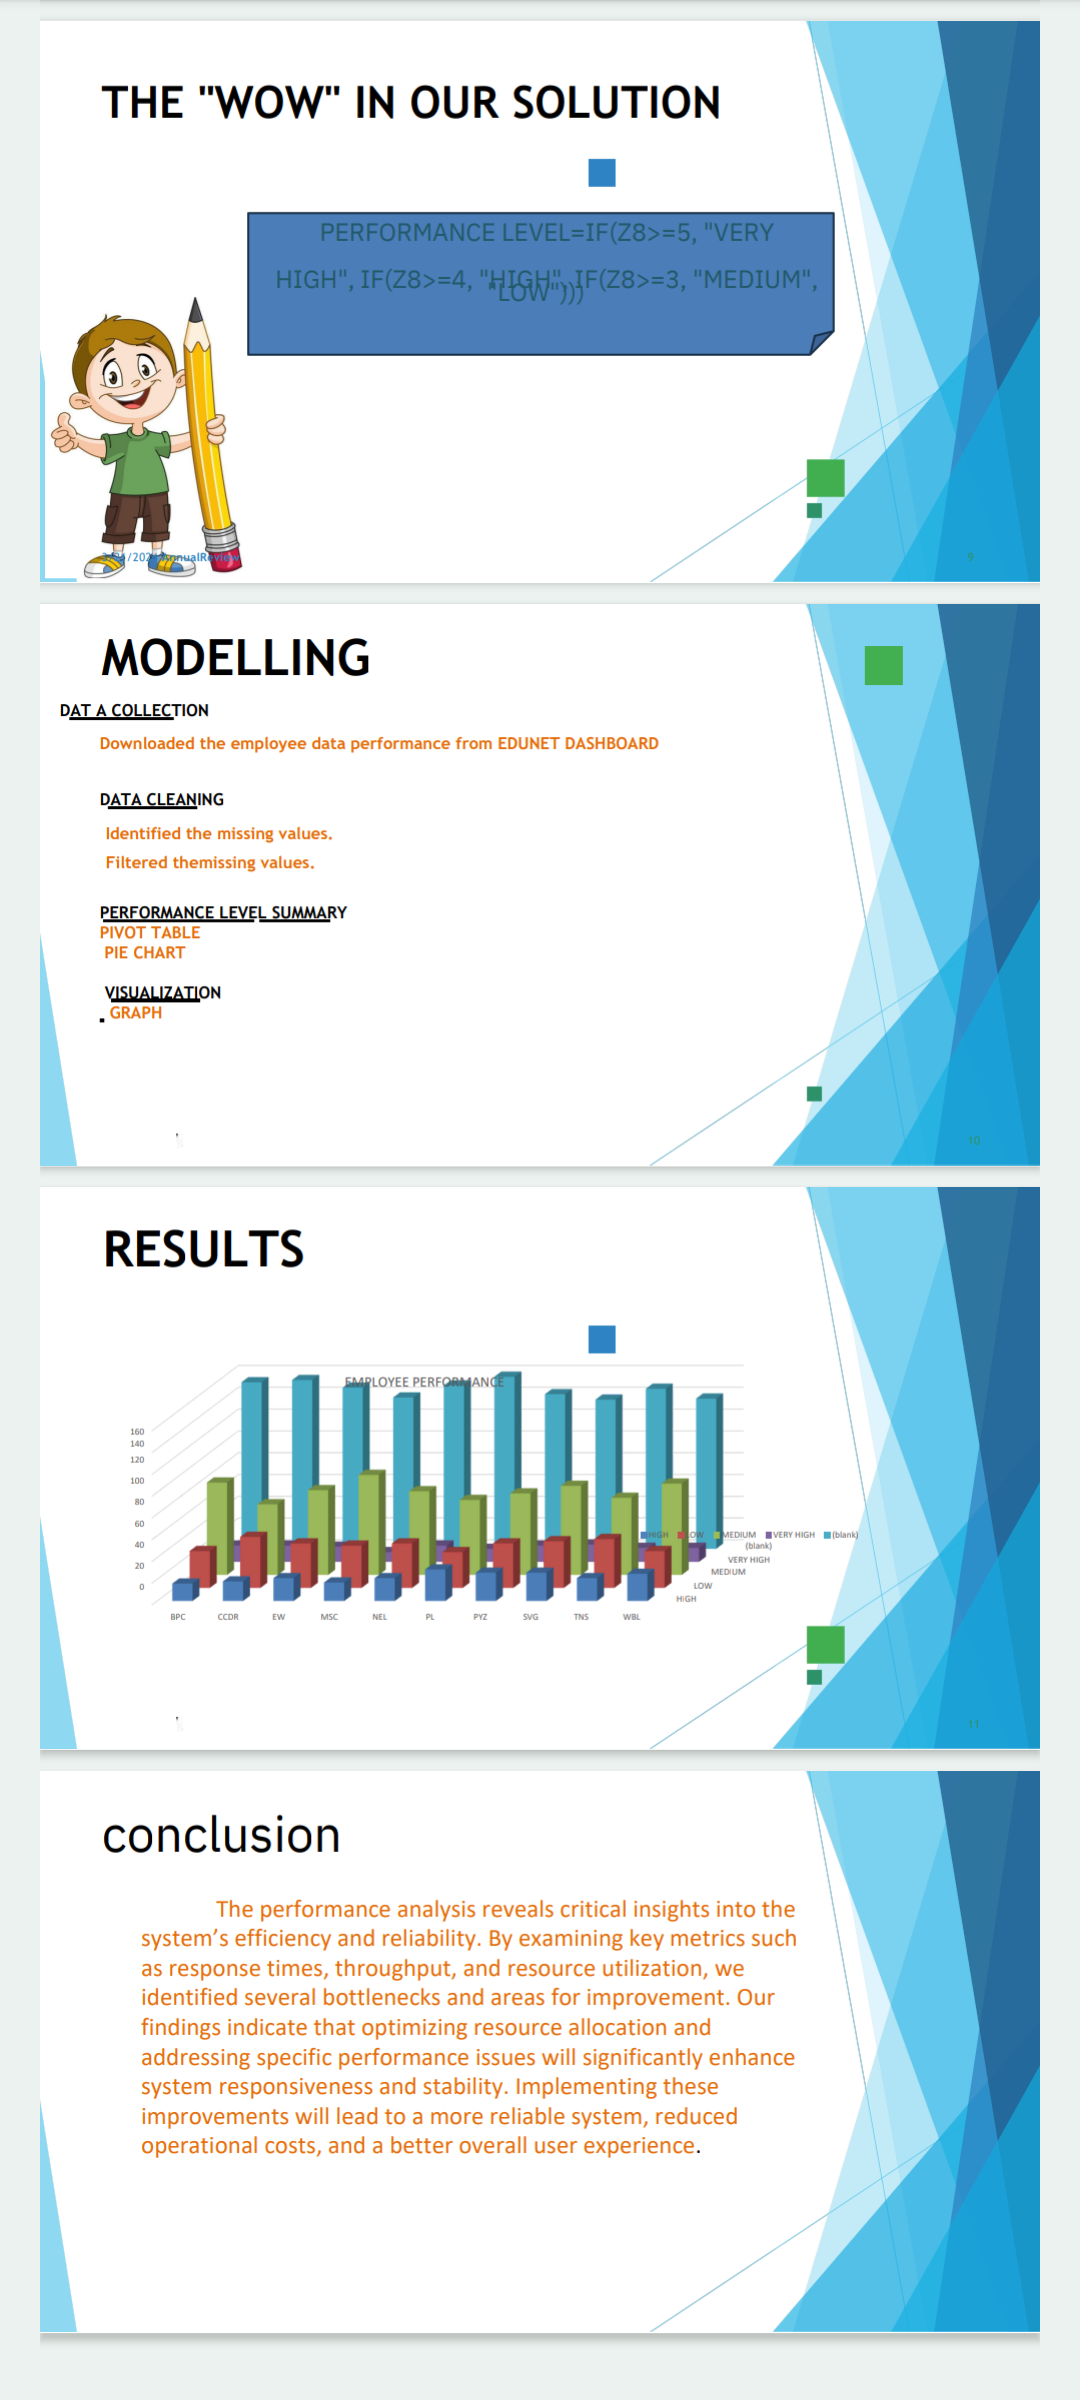 THE "WOW" IN OUR SOLUTION
PERFORMANCE LEVEL=IF(Z8>=5, "VERY
HIGH", IF(Z8>=4, "HIGH", IF(Z8>=3, "MEDIUM",
"LOW")))
AnnualReview
9
MODELLING
DAT A COLLECTION
Downloaded the employee data performance from EDUNET DASHBOARD
DATA CLEANING
Identified the missing values.
Filtered themissing values.
PERFORMANCE LEVEL SUMMARY
PIVOT TABLE
PIE CHART
VISUALIZATION
GRAPH
10
RESULTS
EMPLOYEE PERFORMANCE
160
140
120
100
80
60
40
20
0
HIGH LOW MEDIUM VERY HIGH (blank)
(blank)
VERY HIGH
MEDIUM
LOW
HIGH
BPC CCDR EW MSC NEL PL PYZ SVG TNS WBL
11
conclusion
The performance analysis reveals critical insights into the
system’s efficiency and reliability. By examining key metrics such
as response times, throughput, and resource utilization, we
identified several bottlenecks and areas for improvement. Our
findings indicate that optimizing resource allocation and
addressing specific performance issues will significantly enhance
system responsiveness and stability. Implementing these
improvements will lead to a more reliable system, reduced
operational costs, and a better overall user experience.